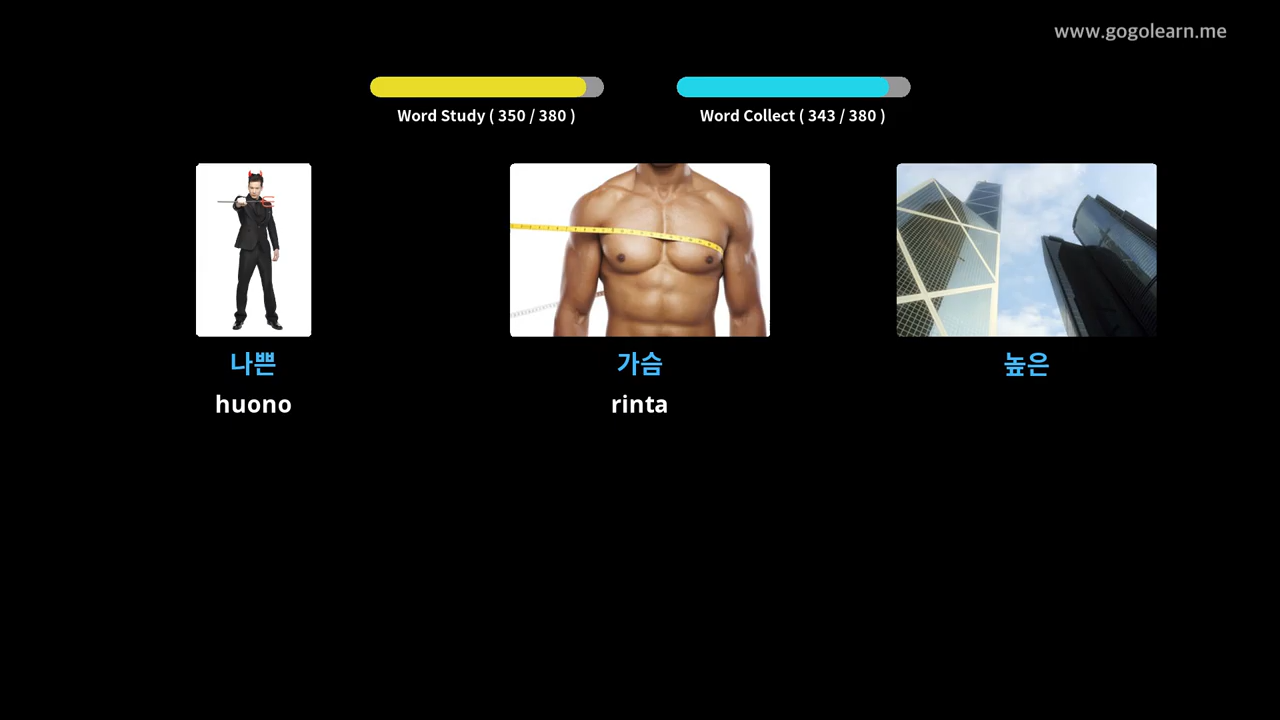 www.gogolearn.me
Word Study ( 350 / 380 )
Word Collect ( 343 / 380 )
나쁜
huono
가슴
rinta
높은